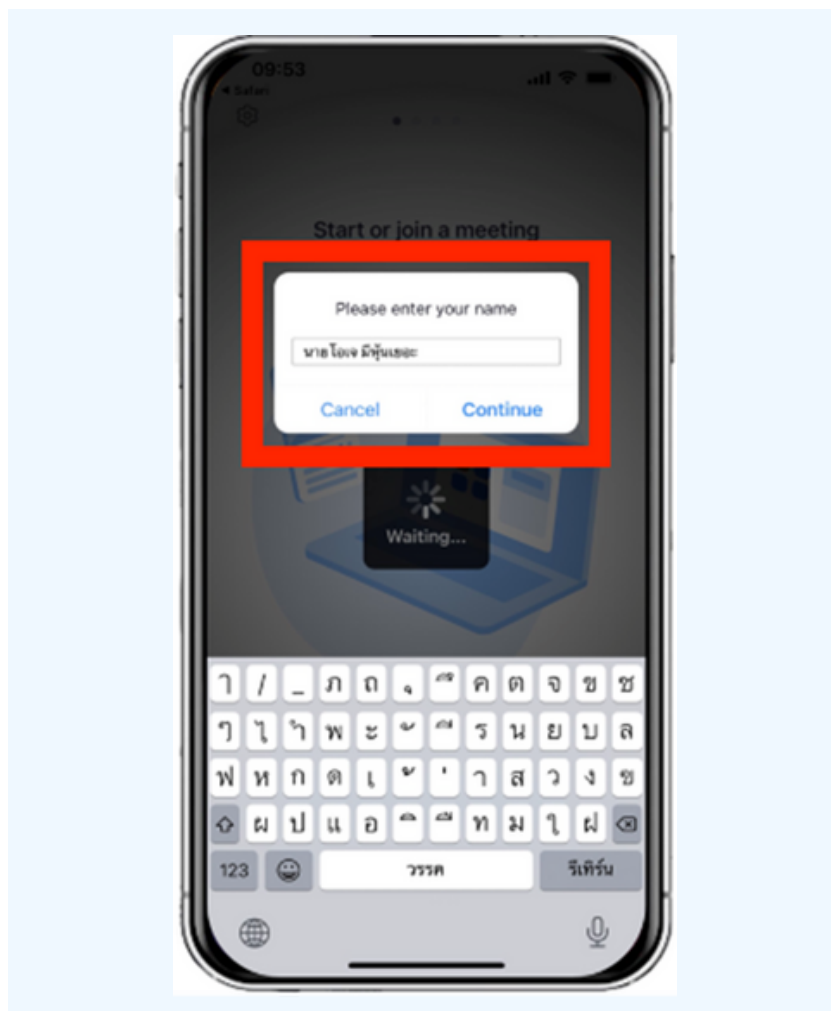 09:53
◀ Safari
Start or join a meeting
Please enter your name
นาย โอเจ มีหุ้นเยอะ
Cancel
Continue
Waiting...
ๅ / _ ภ ถ ุ ึ ค ต จ ข ช
ๆ ไ ำ พ ะ ั ี ร น ย บ ล
ฟ ห ก ด เ ้ ่ า ส ว ง ฃ
ผ ป แ อ ิ ื ท ม ใ ฝ
123 วรรค รีเทิร์น